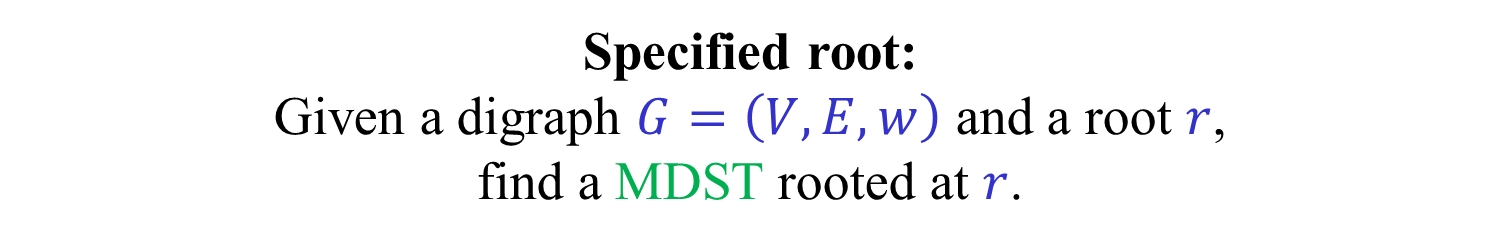 Specified root:
Given a digraph G = (V, E, w) and a root r,
find a MDST rooted at r.